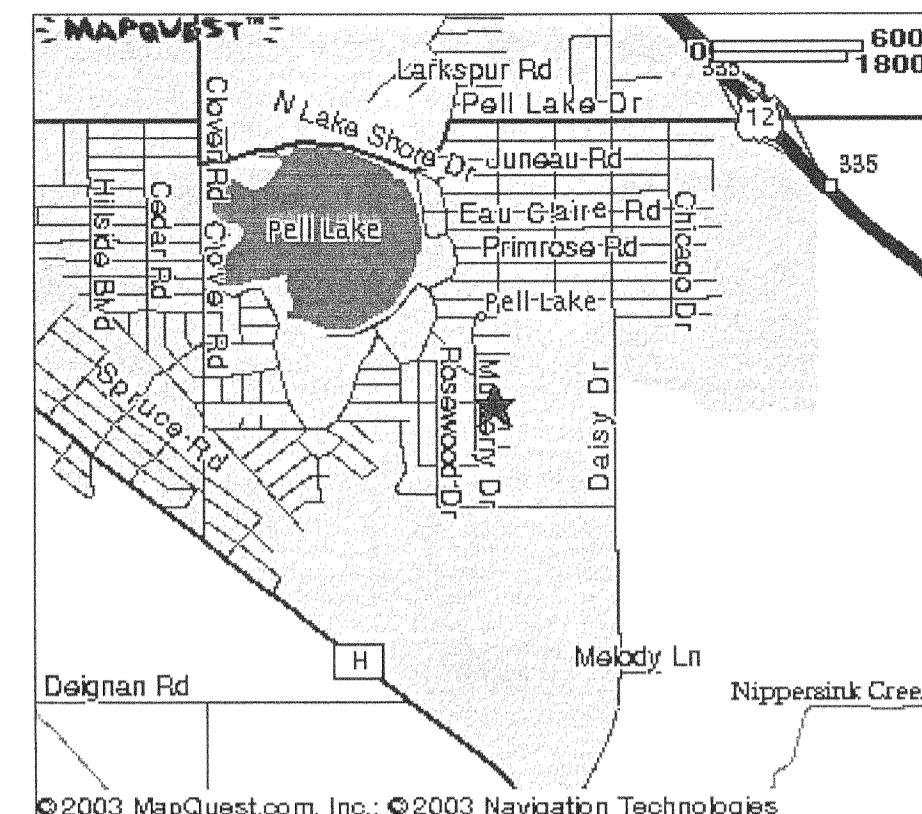 MAPQUEST™
0
600
1800
335
Larkspur Rd
Pell Lake Dr
12
N Lake Shore Dr
Juneau Rd
335
Clover Rd
Clover Rd
Hillside Blvd
Cedar Rd
Pell Lake
Eau Claire Rd
Chicago Dr
Primrose Rd
Pell Lake
Spruce Rd
Rosewood Dr
Daisy Dr
H
Melody Ln
Deignan Rd
Nippersink Cree
©2003 MapQuest.com, Inc.; ©2003 Navigation Technologies